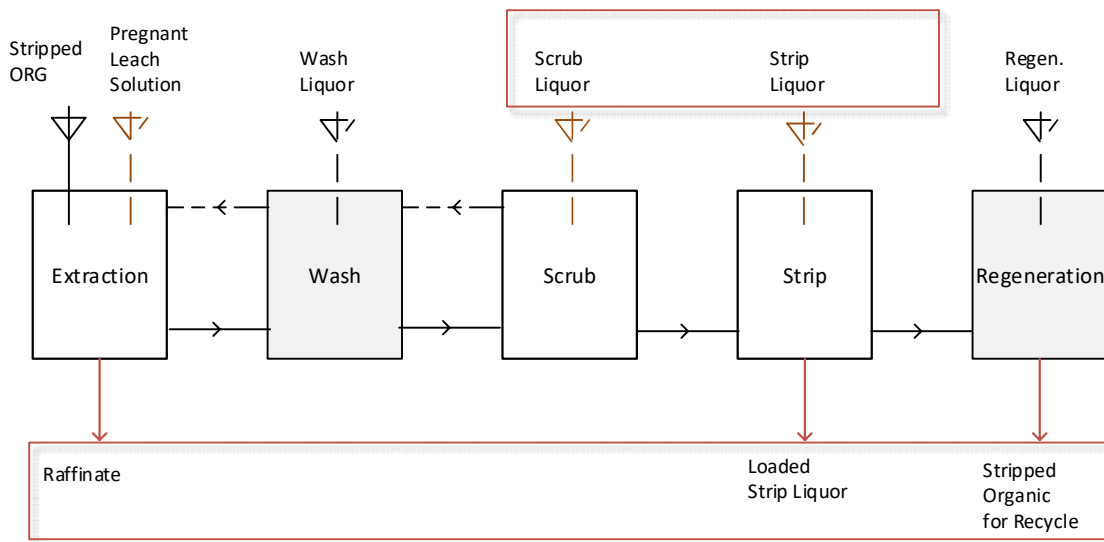 Stripped
ORG
Pregnant
Leach
Solution
Wash
Liquor
Scrub
Liquor
Strip
Liquor
Regen.
Liquor
Extraction
Wash
Scrub
Strip
Regeneration
Raffinate
Loaded
Strip Liquor
Stripped
Organic
for Recycle